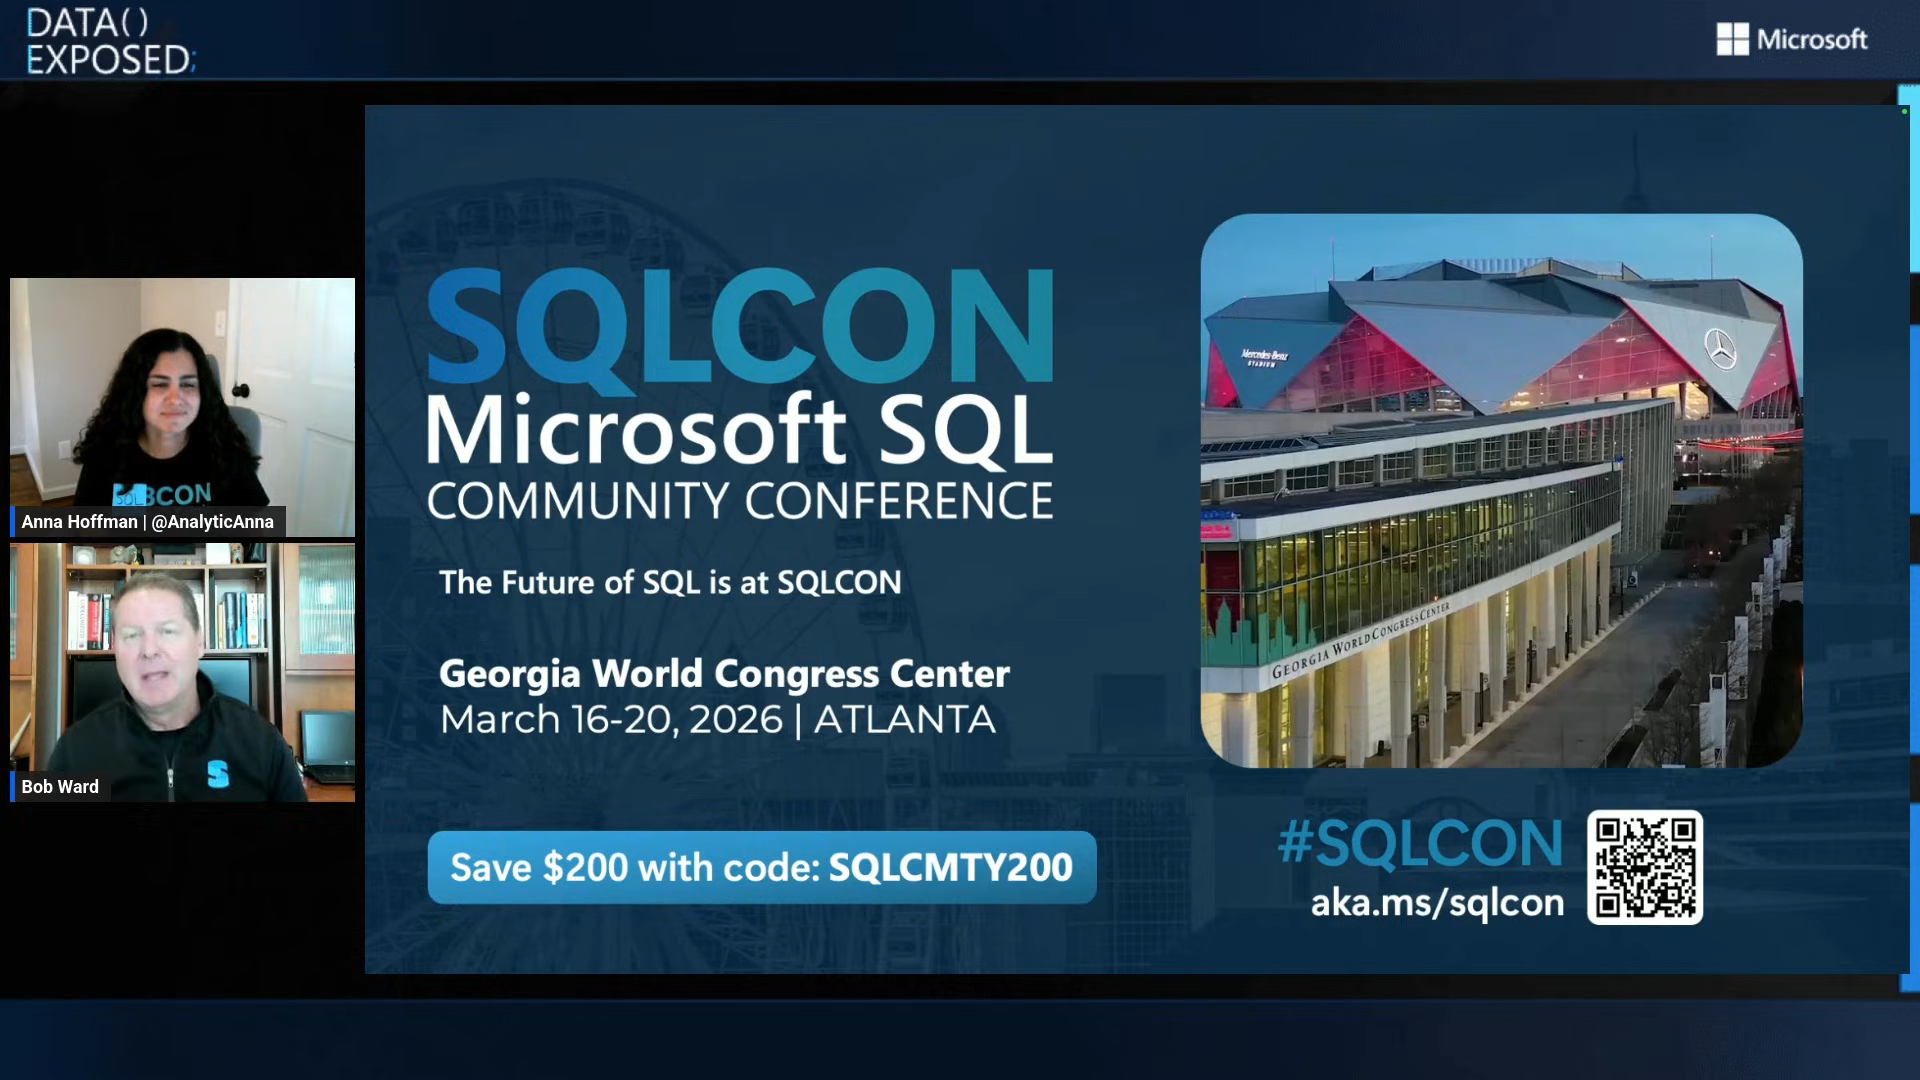 DATA()
EXPOSED;
Microsoft
SQLCON
Microsoft SQL
COMMUNITY CONFERENCE
The Future of SQL is at SQLCON
Georgia World Congress Center
March 16-20, 2026 | ATLANTA
Save $200 with code: SQLCMTY200
Mercedes-Benz
STADIUM
GEORGIA WORLD CONGRESS CENTER
#SQLCON
aka.ms/sqlcon
Anna Hoffman | @AnalyticAnna
Bob Ward
S